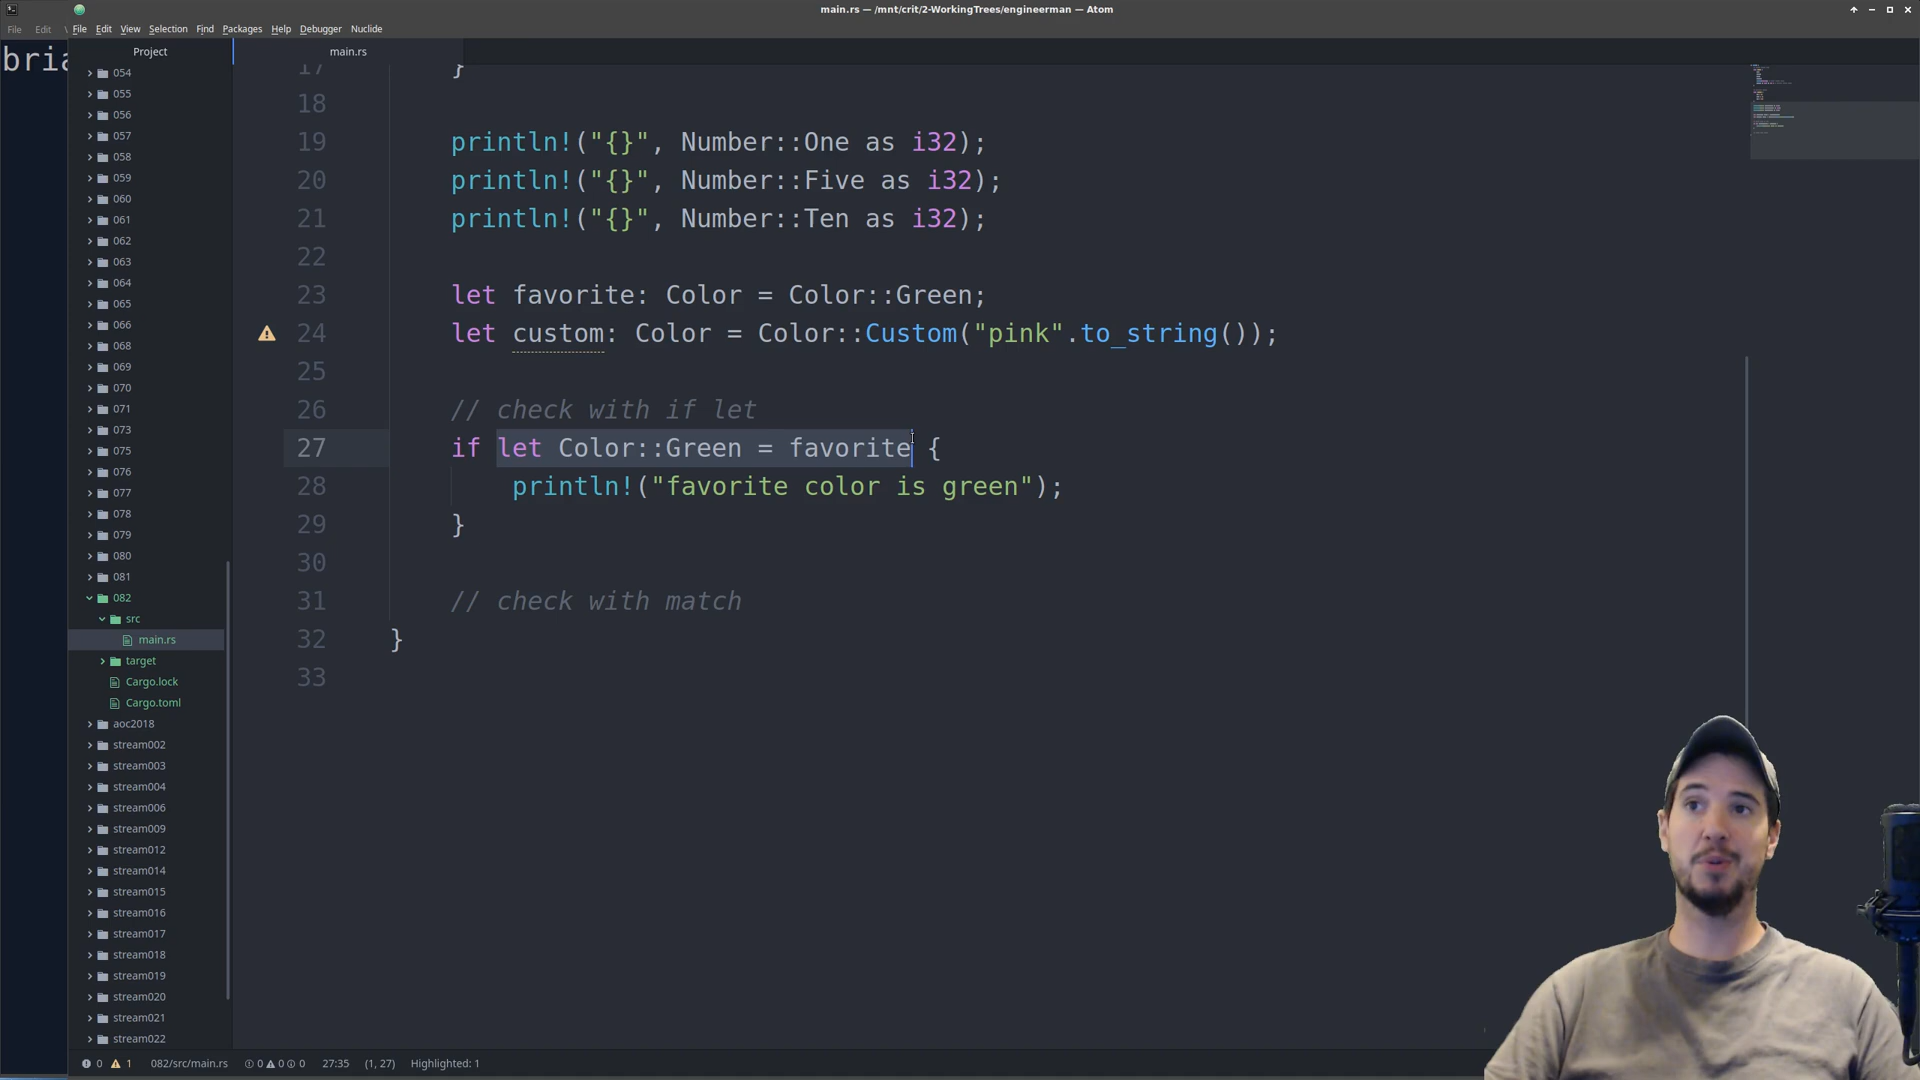 main.rs — /mnt/crit/2-WorkingTrees/engineerman — Atom
File Edit
File Edit View Selection Find Packages Help Debugger Nuclide
bria
Project
main.rs
054
055
056
057
058
059
060
061
062
063
064
065
066
068
069
070
071
073
075
076
077
078
079
080
081
082
src
main.rs
target
Cargo.lock
Cargo.toml
aoc2018
stream002
stream003
stream004
stream006
stream009
stream012
stream014
stream015
stream016
stream017
stream018
stream019
stream020
stream021
stream022
17 }
18
19 println!("{}", Number::One as i32);
20 println!("{}", Number::Five as i32);
21 println!("{}", Number::Ten as i32);
22
23 let favorite: Color = Color::Green;
24 let custom: Color = Color::Custom("pink".to_string());
25
26 // check with if let
27 if let Color::Green = favorite {
28 println!("favorite color is green");
29 }
30
31 // check with match
32 }
33
0 1 082/src/main.rs 0 0 0 27:35 (1, 27) Highlighted: 1